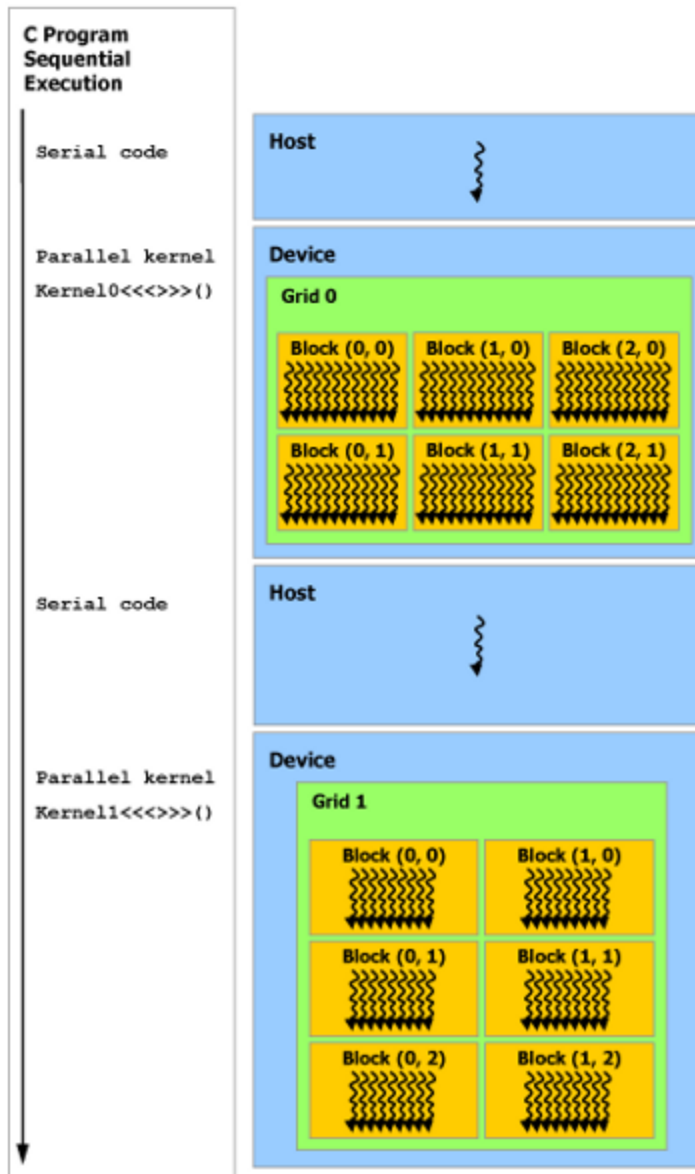 C Program
Sequential
Execution
Serial code
Host
Parallel kernel
Kernel0<<<>>>()
Device
Grid 0
Block (0, 0)
Block (1, 0)
Block (2, 0)
Block (0, 1)
Block (1, 1)
Block (2, 1)
Serial code
Host
Parallel kernel
Kernel1<<<>>>()
Device
Grid 1
Block (0, 0)
Block (1, 0)
Block (0, 1)
Block (1, 1)
Block (0, 2)
Block (1, 2)